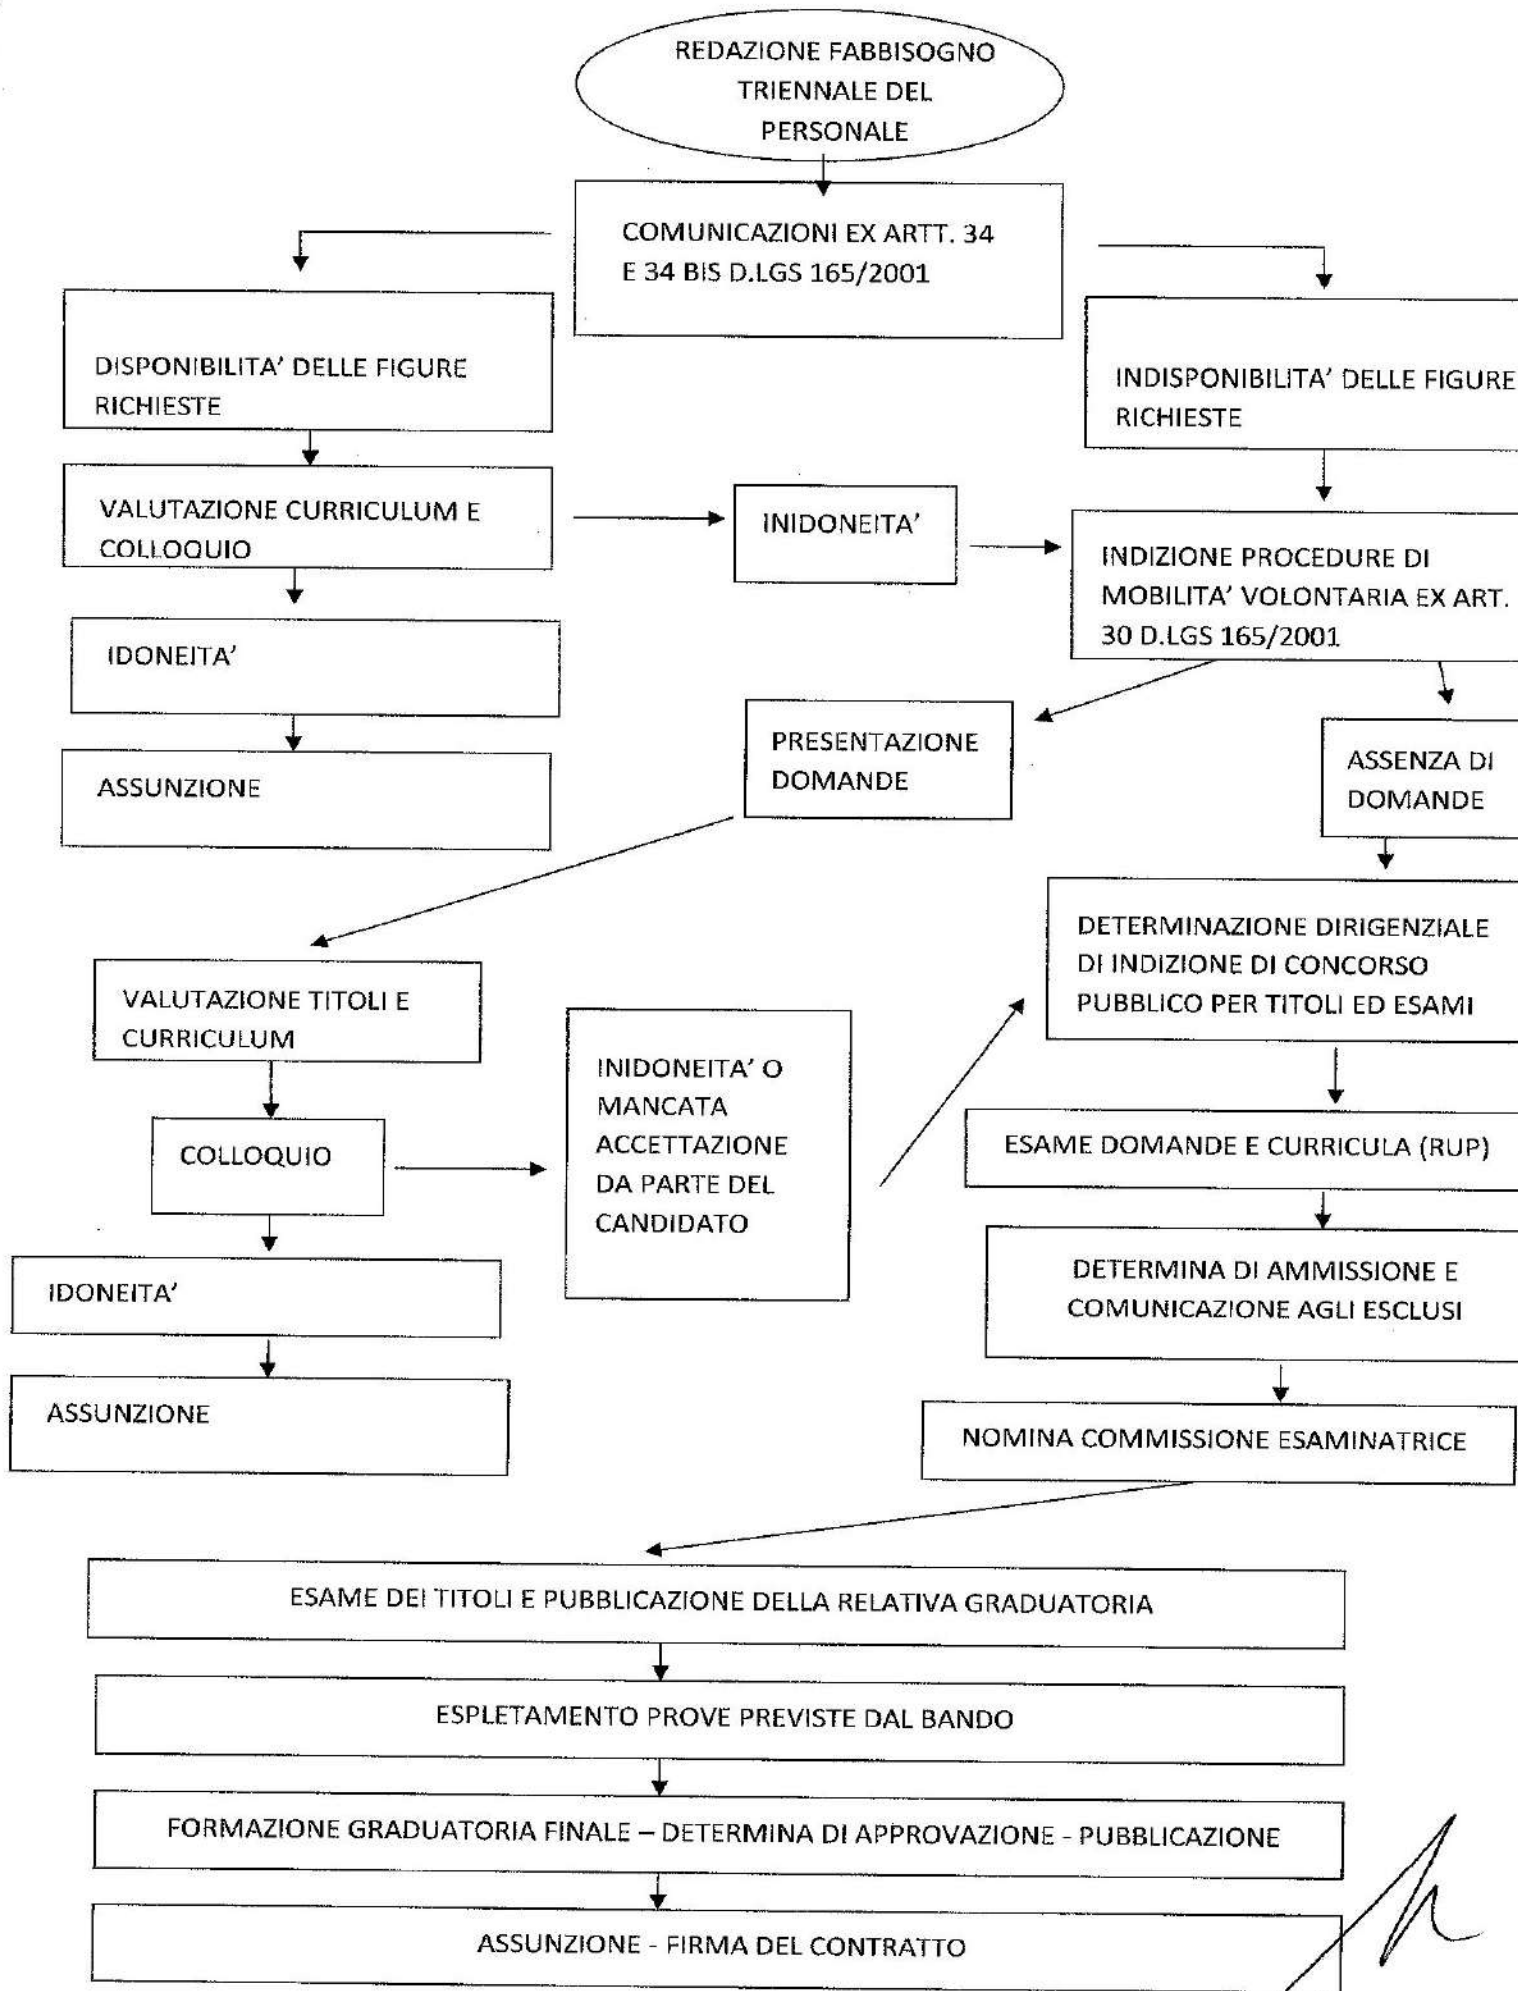 REDAZIONE FABBISOGNO
TRIENNALE DEL
PERSONALE
COMUNICAZIONI EX ARTT. 34
E 34 BIS D.LGS 165/2001
DISPONIBILITA’ DELLE FIGURE
RICHIESTE
INDISPONIBILITA’ DELLE FIGURE
RICHIESTE
VALUTAZIONE CURRICULUM E
COLLOQUIO
INIDONEITA’
INDIZIONE PROCEDURE DI
MOBILITA’ VOLONTARIA EX ART.
30 D.LGS 165/2001
IDONEITA’
ASSUNZIONE
PRESENTAZIONE
DOMANDE
ASSENZA DI
DOMANDE
DETERMINAZIONE DIRIGENZIALE
DI INDIZIONE DI CONCORSO
PUBBLICO PER TITOLI ED ESAMI
VALUTAZIONE TITOLI E
CURRICULUM
INIDONEITA’ O
MANCATA
ACCETTAZIONE
DA PARTE DEL
CANDIDATO
COLLOQUIO
ESAME DOMANDE E CURRICULA (RUP)
IDONEITA’
DETERMINA DI AMMISSIONE E
COMUNICAZIONE AGLI ESCLUSI
ASSUNZIONE
NOMINA COMMISSIONE ESAMINATRICE
ESAME DEI TITOLI E PUBBLICAZIONE DELLA RELATIVA GRADUATORIA
ESPLETAMENTO PROVE PREVISTE DAL BANDO
FORMAZIONE GRADUATORIA FINALE – DETERMINA DI APPROVAZIONE - PUBBLICAZIONE
ASSUNZIONE - FIRMA DEL CONTRATTO